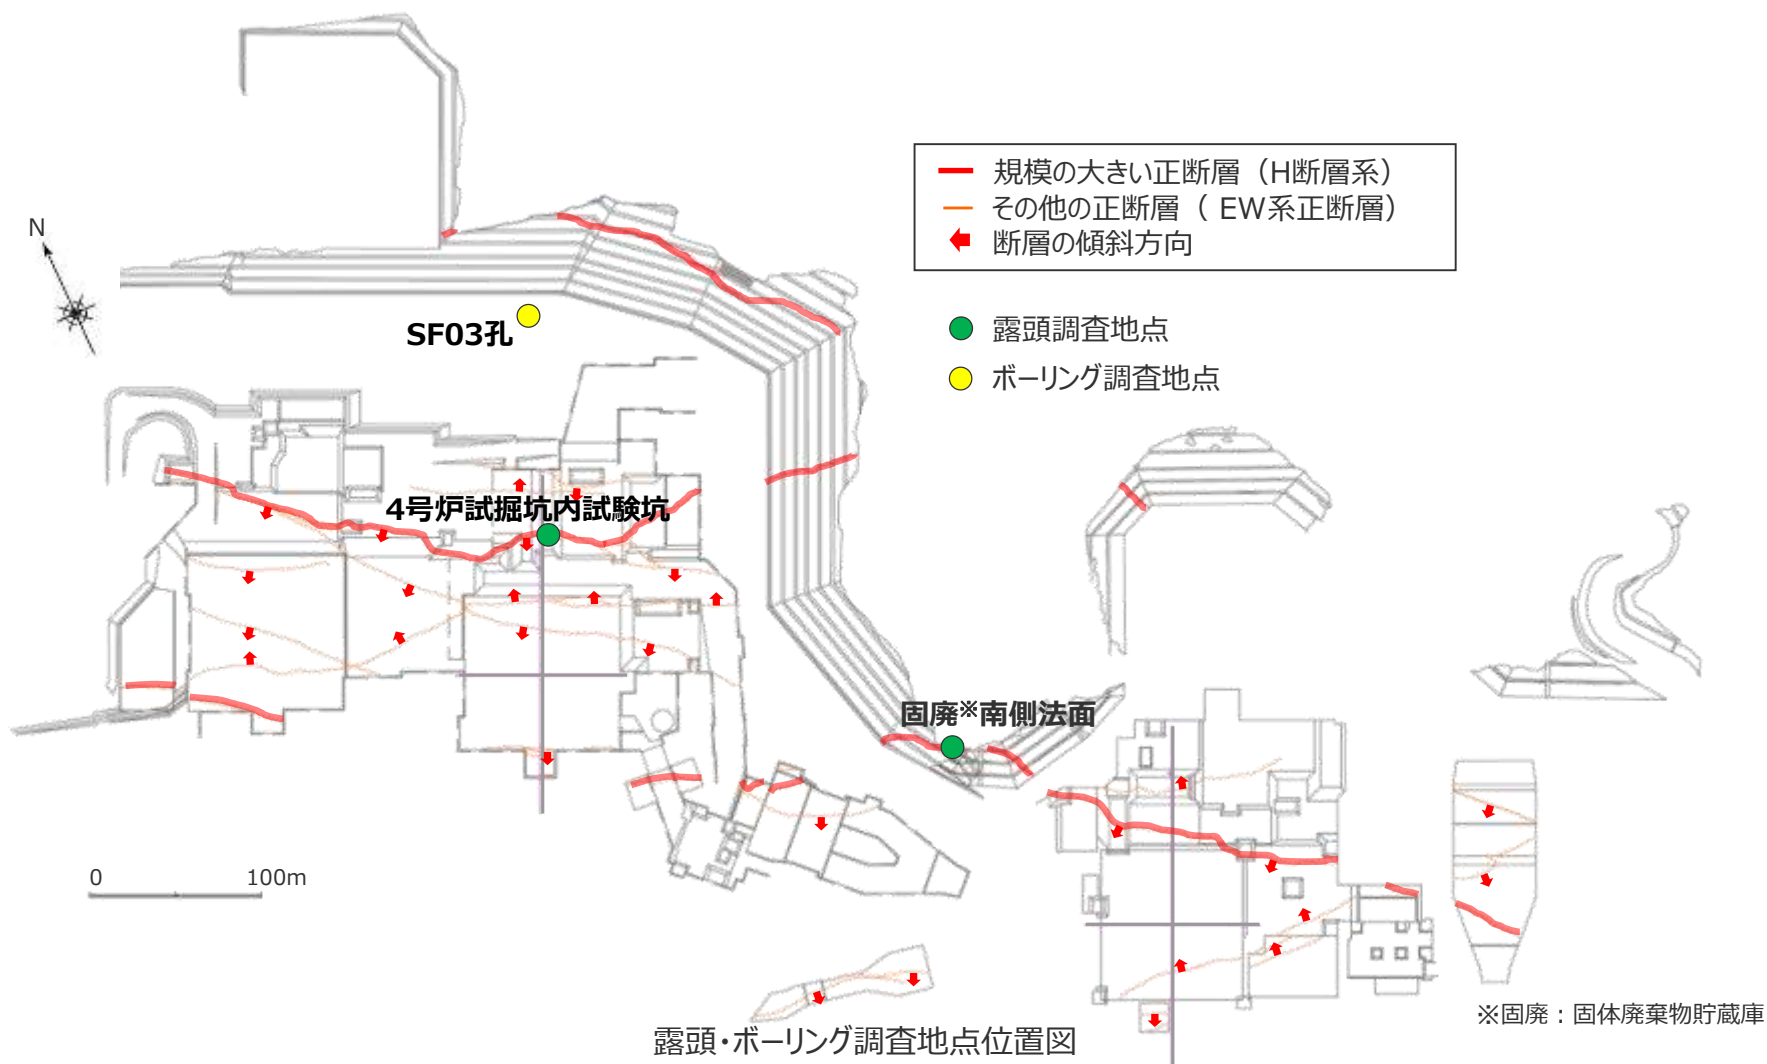 規模の大きい正断層（H断層系）
その他の正断層（ EW系正断層）
断層の傾斜方向
N
SF03孔
露頭調査地点
ボーリング調査地点
4号炉試掘坑内試験坑
固廃※南側法面
0 100m
※固廃：固体廃棄物貯蔵庫
露頭・ボーリング調査地点位置図